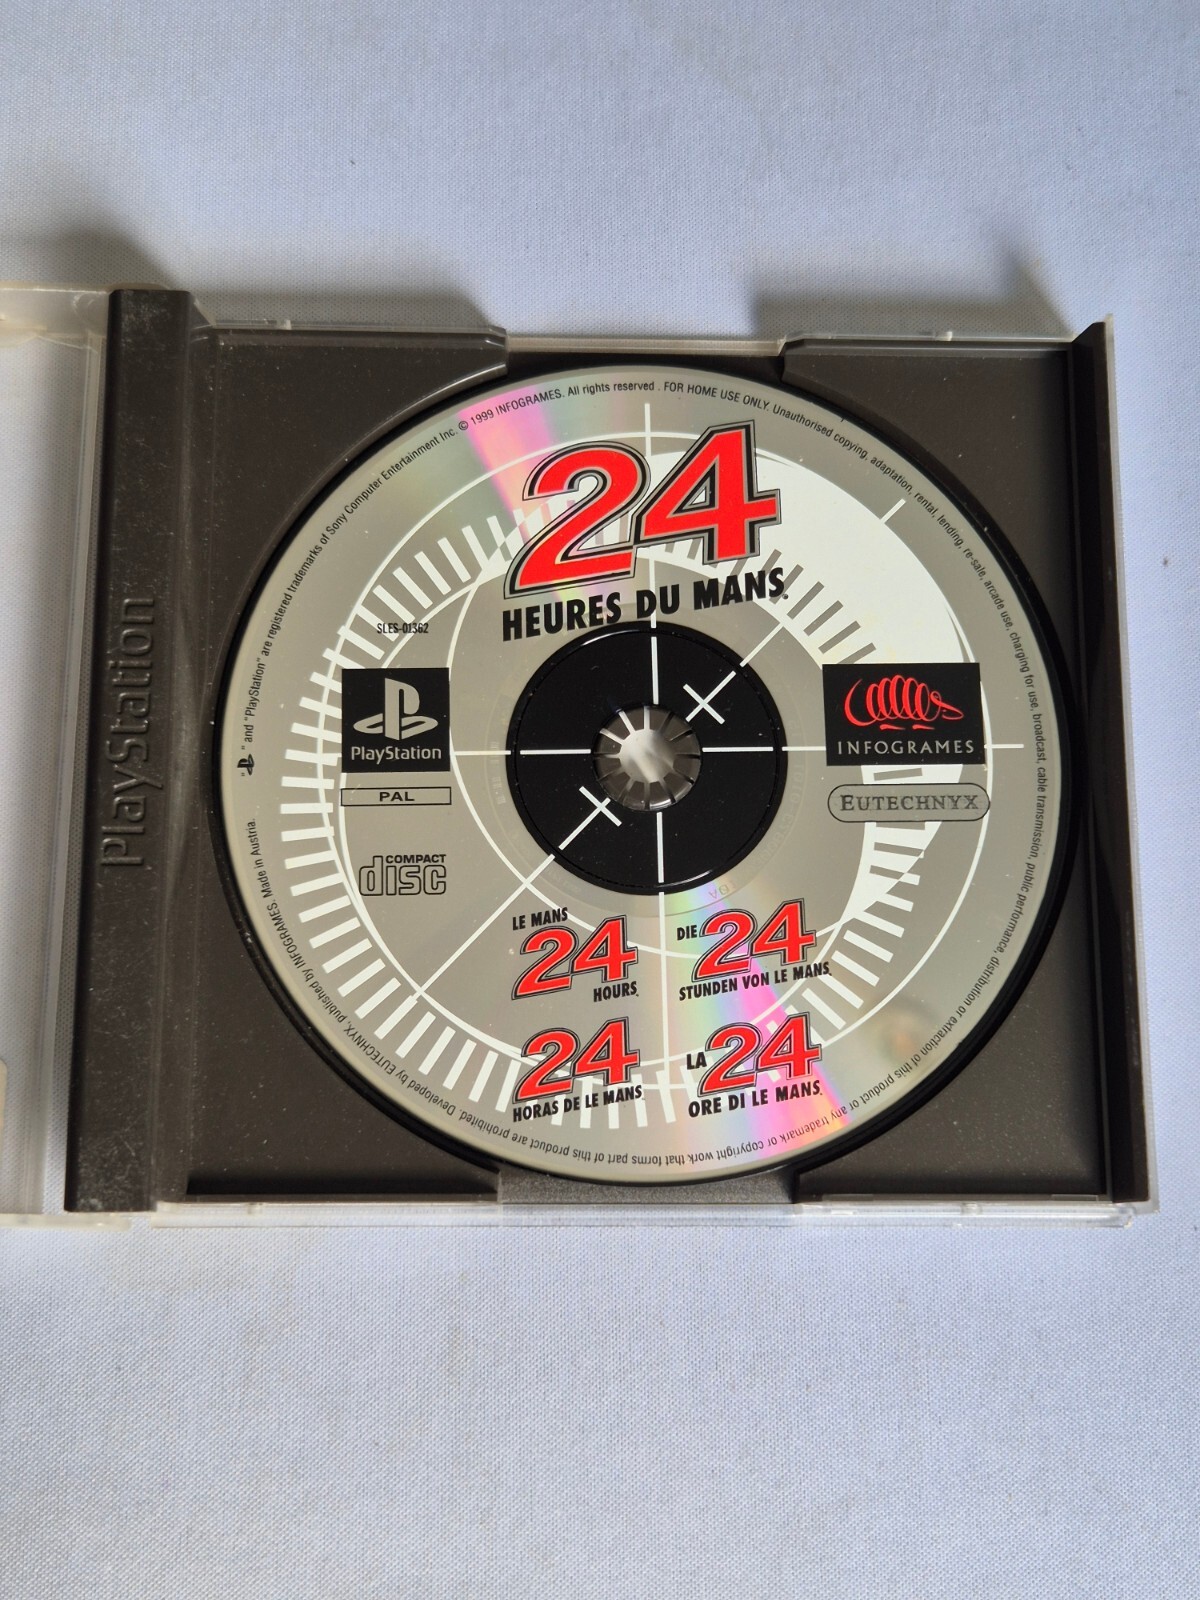 PlayStation
" and "PlayStation" are registered trademarks of Sony Computer Entertainment Inc. © 1999 INFOGRAMES. All rights reserved . FOR HOME USE ONLY. Unauthorised copying, adaptation, rental, lending, re-sale, arcade use, charging for use, broadcast, cable transmission, public performance, distribution or extraction of this product or any trademark or copyright work that forms part of this product are prohibited. Developed by EUTECHNYX, published by INFOGRAMES. Made in Austria.
24
HEURES DU MANS
SLES-01362
PlayStation
PAL
COMPACT
disc
INFOGRAMES
EUTECHNYX
LE MANS
24
HOURS
DIE 24
STUNDEN VON LE MANS
24
HORAS DE LE MANS
LA 24
ORE DI LE MANS